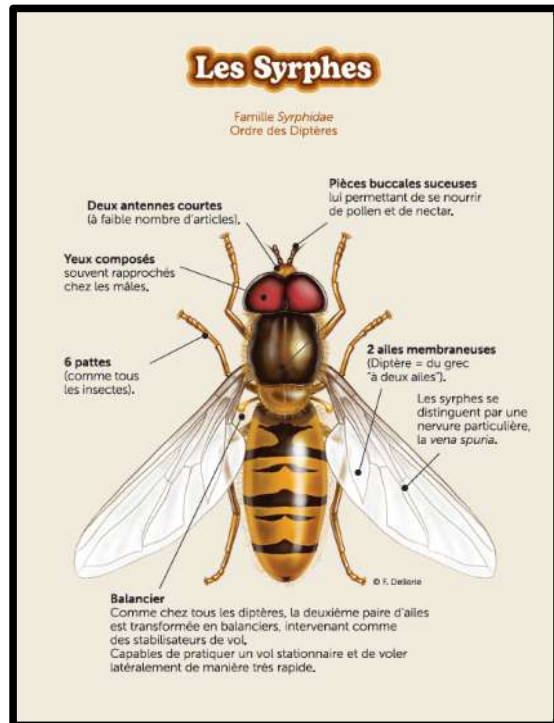 Les Syrphes
Famille Syrphidae
Ordre des Diptères
Pièces buccales suceuses
lui permettant de se nourrir
de pollen et de nectar.
Deux antennes courtes
(à faible nombre d'articles).
Yeux composés
souvent rapprochés
chez les mâles.
6 pattes
(comme tous
les insectes).
2 ailes membraneuses
(Diptère = du grec
"à deux ailes").
Les syrphes se
distinguent par une
nervure particulière,
la vena spuria.
© F. Dellerie
Balancier
Comme chez tous les diptères, la deuxième paire d'ailes
est transformée en balanciers, intervenant comme
des stabilisateurs de vol.
Capables de pratiquer un vol stationnaire et de voler
latéralement de manière très rapide.